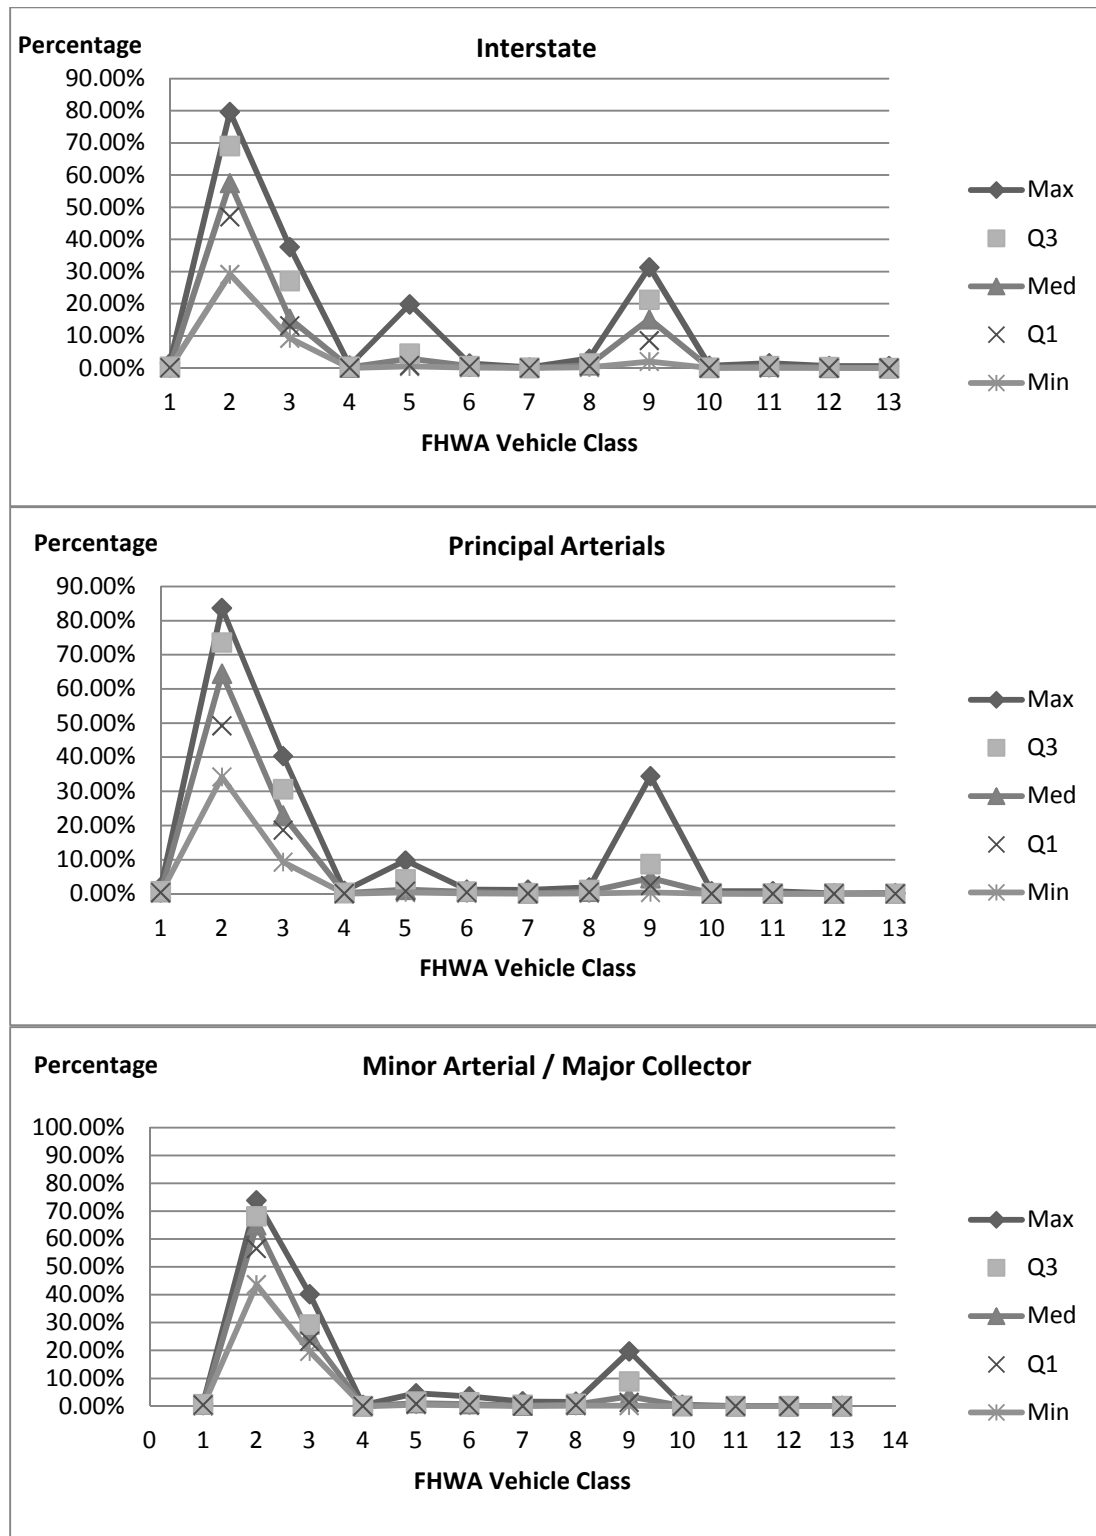 Percentage
Interstate
90.00%
80.00%
70.00%
60.00%
50.00%
40.00%
30.00%
20.00%
10.00%
0.00%
1 2 3 4 5 6 7 8 9 10 11 12 13
FHWA Vehicle Class
Max
Q3
Med
Q1
Min
Percentage
Principal Arterials
90.00%
80.00%
70.00%
60.00%
50.00%
40.00%
30.00%
20.00%
10.00%
0.00%
1 2 3 4 5 6 7 8 9 10 11 12 13
FHWA Vehicle Class
Max
Q3
Med
Q1
Min
Percentage
Minor Arterial / Major Collector
100.00%
90.00%
80.00%
70.00%
60.00%
50.00%
40.00%
30.00%
20.00%
10.00%
0.00%
0 1 2 3 4 5 6 7 8 9 10 11 12 13 14
FHWA Vehicle Class
Max
Q3
Med
Q1
Min